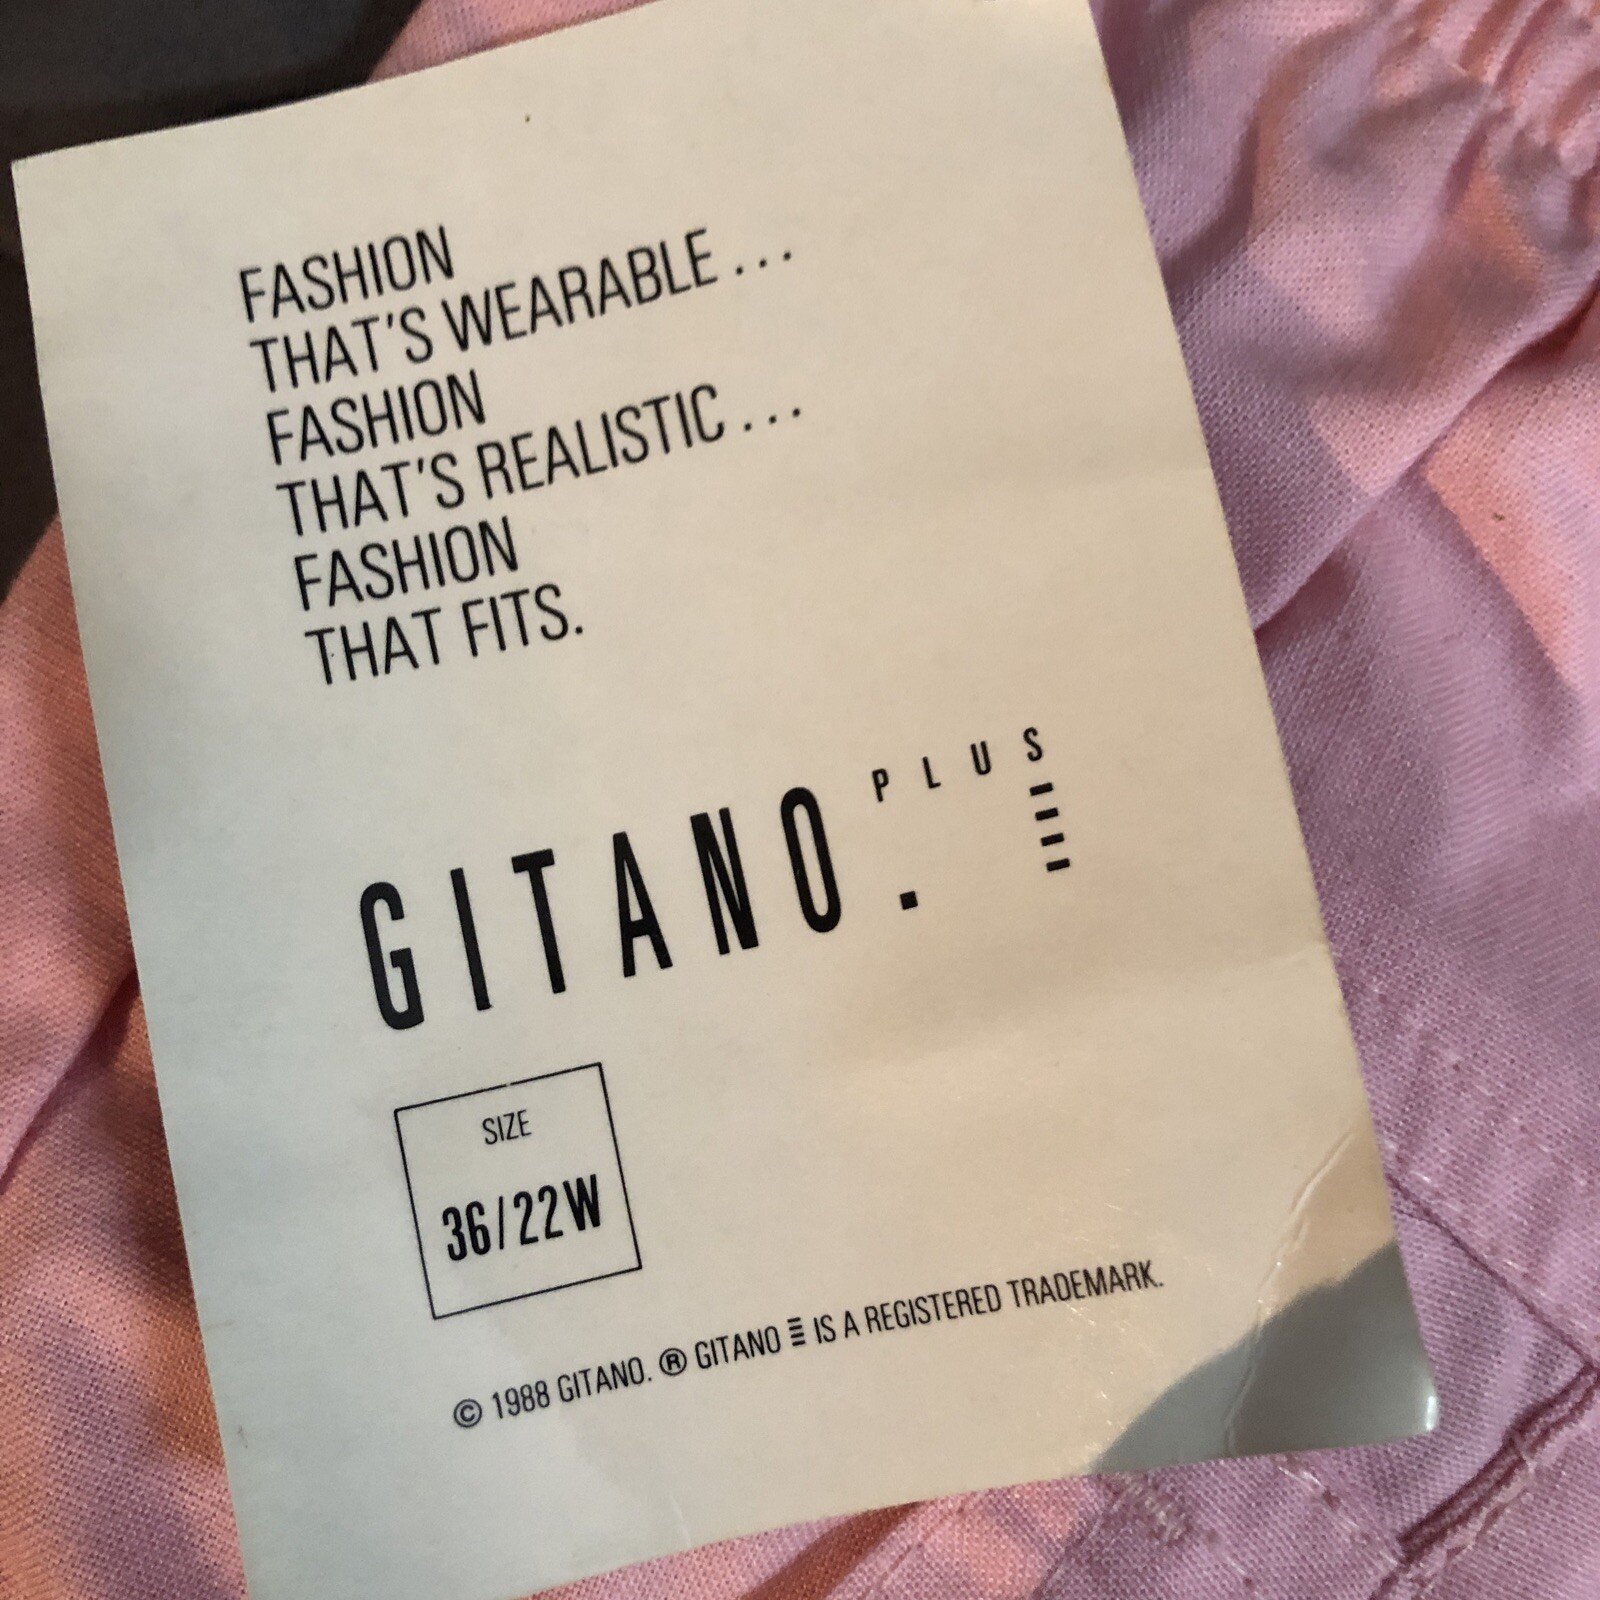 FASHION
THAT'S WEARABLE...
FASHION
THAT'S REALISTIC...
FASHION
THAT FITS.
GITANO. PLUS
SIZE
36/22W
© 1988 GITANO. ® GITANO IS A REGISTERED TRADEMARK.